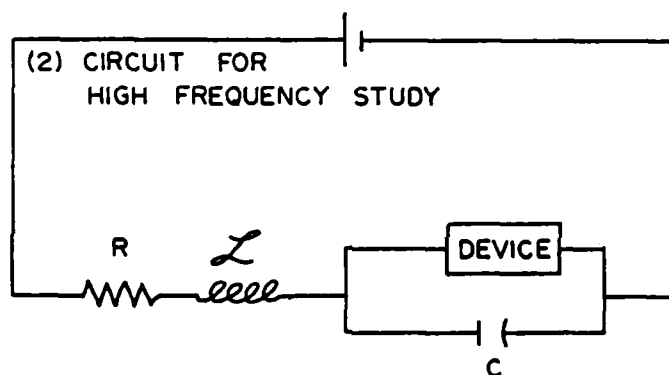 (2) CIRCUIT FOR
HIGH FREQUENCY STUDY
R
ℒ
DEVICE
C